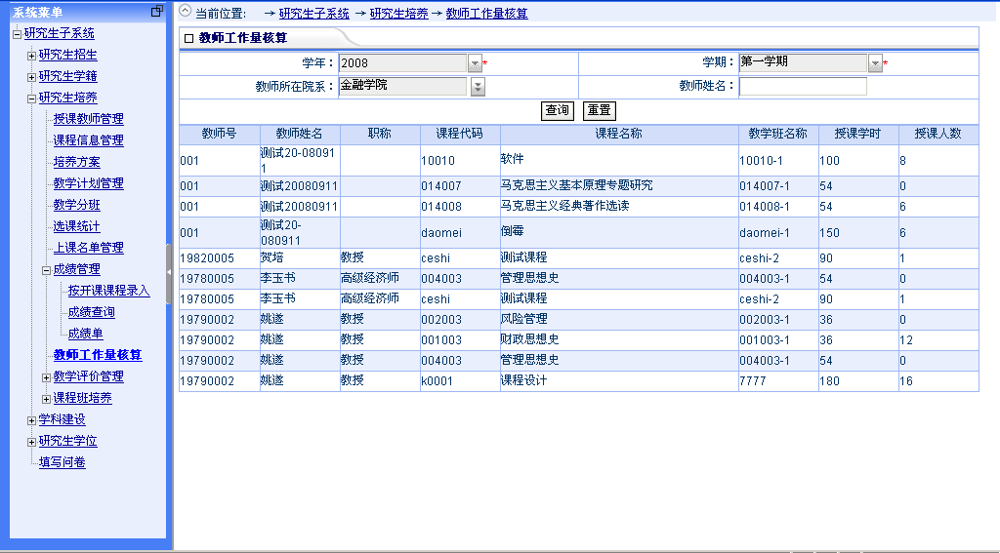 系统菜单
研究生子系统
研究生招生
研究生学籍
研究生培养
授课教师管理
课程信息管理
培养方案
教学计划管理
教学分班
选课统计
上课名单管理
成绩管理
按开课课程录入
成绩查询
成绩单
教师工作量核算
教学评价管理
课程班培养
学科建设
研究生学位
填写问卷
当前位置: →研究生子系统 →研究生培养→教师工作量核算
教师工作量核算
学年: 2008 * 学期: 第一学期 *
教师所在院系: 金融学院 教师姓名:
查询 重置
教师号 教师姓名 职称 课程代码 课程名称 教学班名称 授课学时 授课人数
001 测试20-080911 10010 软件 10010-1 100 8
001 测试20080911 014007 马克思主义基本原理专题研究 014007-1 54 0
001 测试20080911 014008 马克思主义经典著作选读 014008-1 54 6
001 测试20-080911 daomei 倒霉 daomei-1 150 6
19820005 贺培 教授 ceshi 测试课程 ceshi-2 90 1
19780005 李玉书 高级经济师 004003 管理思想史 004003-1 54 0
19780005 李玉书 高级经济师 ceshi 测试课程 ceshi-2 90 1
19790002 姚遂 教授 002003 风险管理 002003-1 36 0
19790002 姚遂 教授 001003 财政思想史 001003-1 36 12
19790002 姚遂 教授 004003 管理思想史 004003-1 54 0
19790002 姚遂 教授 k0001 课程设计 7777 180 16